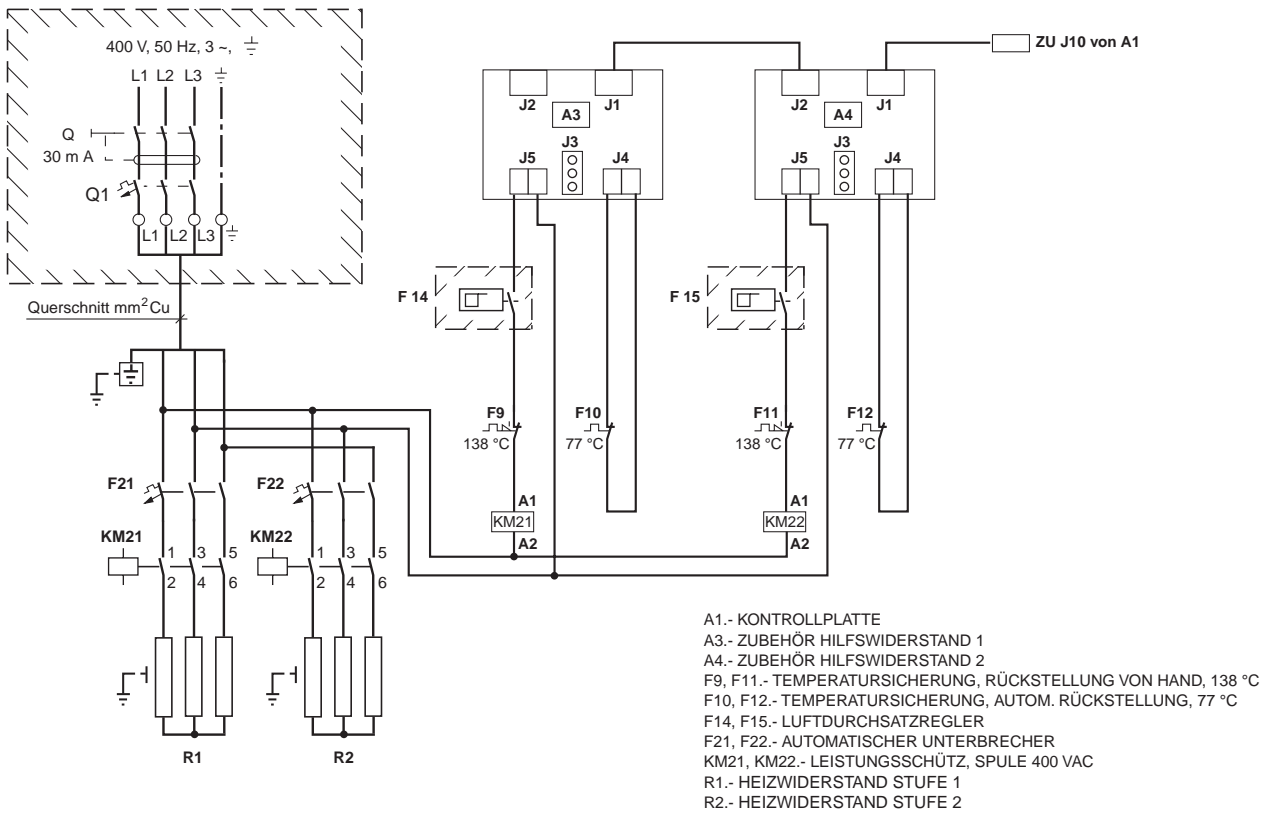 400 V, 50 Hz, 3 ~,
L1 L2 L3
Q
30 m A
Q1
L1 L2 L3
Querschnitt mm²Cu
ZU J10 von A1
J2 J1
A3
J3
J5 J4
J2 J1
A4
J3
J5 J4
F 14
F 15
F9
138 °C
F10
77 °C
F11
138 °C
F12
77 °C
A1
KM21
A2
A1
KM22
A2
F21
F22
KM21
1 3 5
2 4 6
KM22
1 3 5
2 4 6
R1
R2
A1.- KONTROLLPLATTE
A3.- ZUBEHÖR HILFSWIDERSTAND 1
A4.- ZUBEHÖR HILFSWIDERSTAND 2
F9, F11.- TEMPERATURSICHERUNG, RÜCKSTELLUNG VON HAND, 138 °C
F10, F12.- TEMPERATURSICHERUNG, AUTOM. RÜCKSTELLUNG, 77 °C
F14, F15.- LUFTDURCHSATZREGLER
F21, F22.- AUTOMATISCHER UNTERBRECHER
KM21, KM22.- LEISTUNGSSCHÜTZ, SPULE 400 VAC
R1.- HEIZWIDERSTAND STUFE 1
R2.- HEIZWIDERSTAND STUFE 2